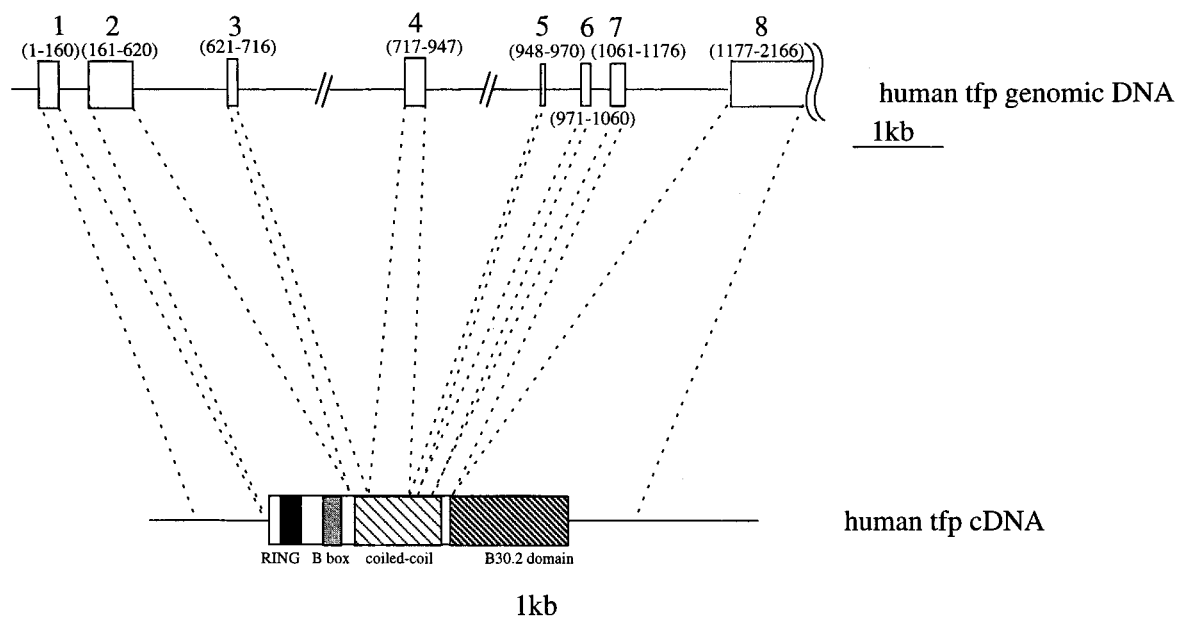 1 2 3 4 5 6 7 8
(1-160) (161-620) (621-716) (717-947) (948-970) (1061-1176) (1177-2166)
(971-1060)
human tfp genomic DNA
1kb
human tfp cDNA
RING B box coiled-coil B30.2 domain
1kb